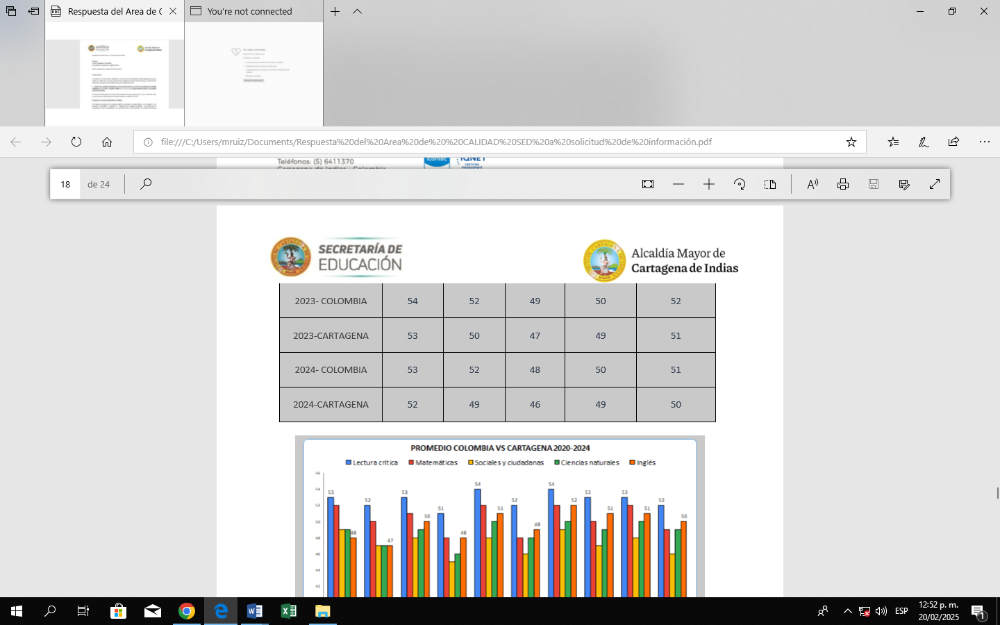 Respuesta del Area de C
You're not connected
file:///C:/Users/mruiz/Documents/Respuesta%20del%20Area%20de%20%20CALIDAD%20SED%20a%20solicitud%20de%20información.pdf
Teléfonos: (5) 6411370
Cartagena de Indias - Colombia
icontec
IQNET
CERTIFIED
MANAGEMENT
18 de 24
SECRETARÍA DE
EDUCACIÓN
Alcaldía Mayor de
Cartagena de Indias
2023- COLOMBIA 54 52 49 50 52
2023-CARTAGENA 53 50 47 49 51
2024- COLOMBIA 53 52 48 50 51
2024-CARTAGENA 52 49 46 49 50
PROMEDIO COLOMBIA VS CARTAGENA 2020-2024
Lectura crítica Matemáticas Sociales y ciudadanas Ciencias naturales Inglés
56
54
52
50
48
46
44
42
53 48 52 47 53 50 51 48 54 51 52 49 54 52 53 51 53 51 52 50
ESP
12:52 p. m.
20/02/2025
1